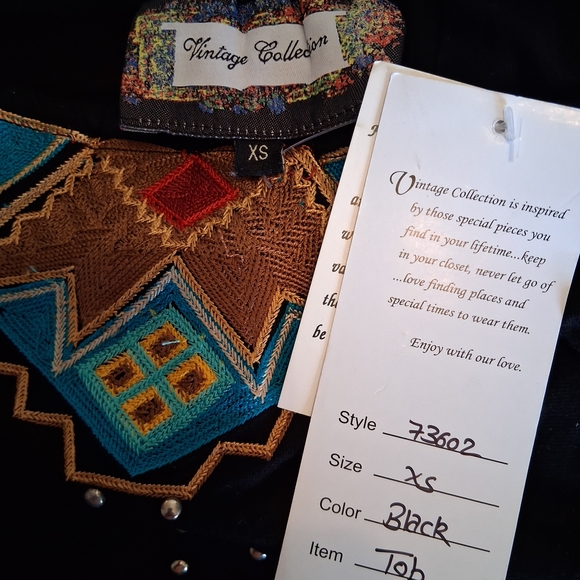 Vintage Collection
XS
Vintage Collection is inspired
by those special pieces you
find in your lifetime...keep
in your closet, never let go of
...love finding places and
special times to wear them.
Enjoy with our love.
Style 73602
Size XS
Color Black
Item Top
th
be